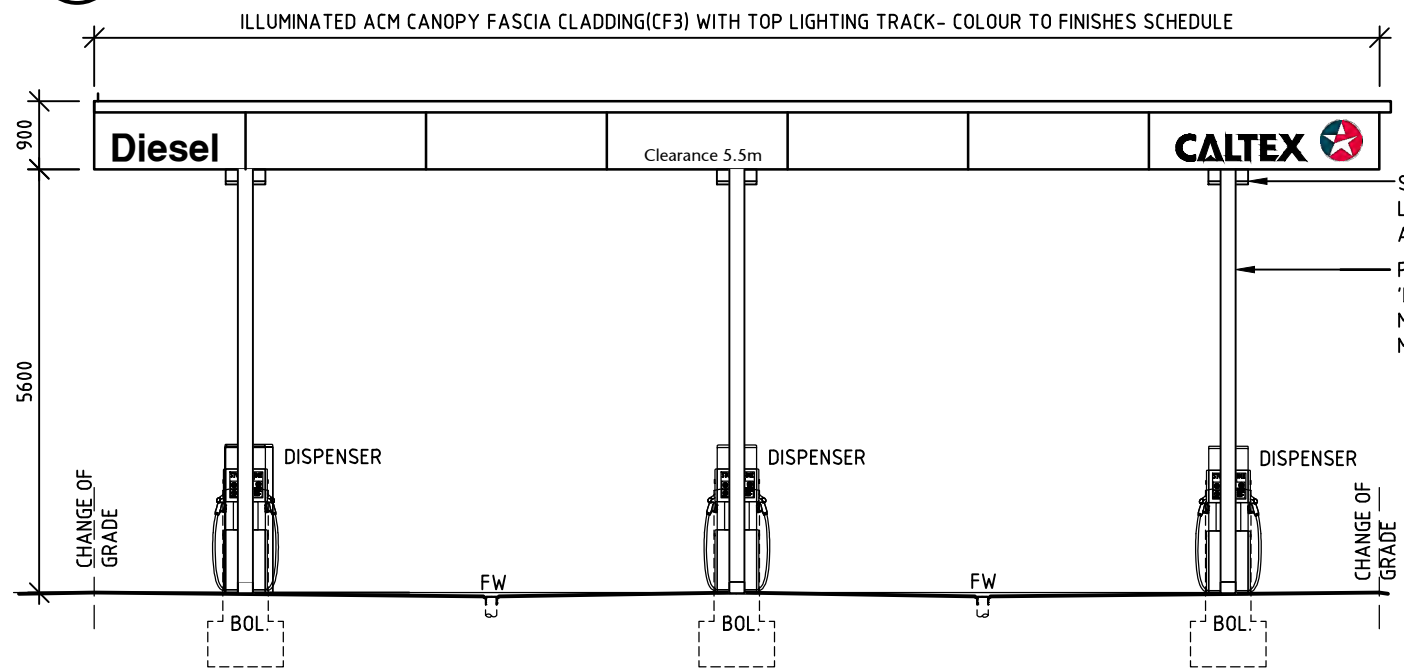 ILLUMINATED ACM CANOPY FASCIA CLADDING(CF3) WITH TOP LIGHTING TRACK- COLOUR TO FINISHES SCHEDULE
900
Diesel
Clearance 5.5m
CALTEX
5600
DISPENSER
DISPENSER
DISPENSER
CHANGE OF
GRADE
CHANGE OF
GRADE
FW
FW
BOL.
BOL.
BOL.